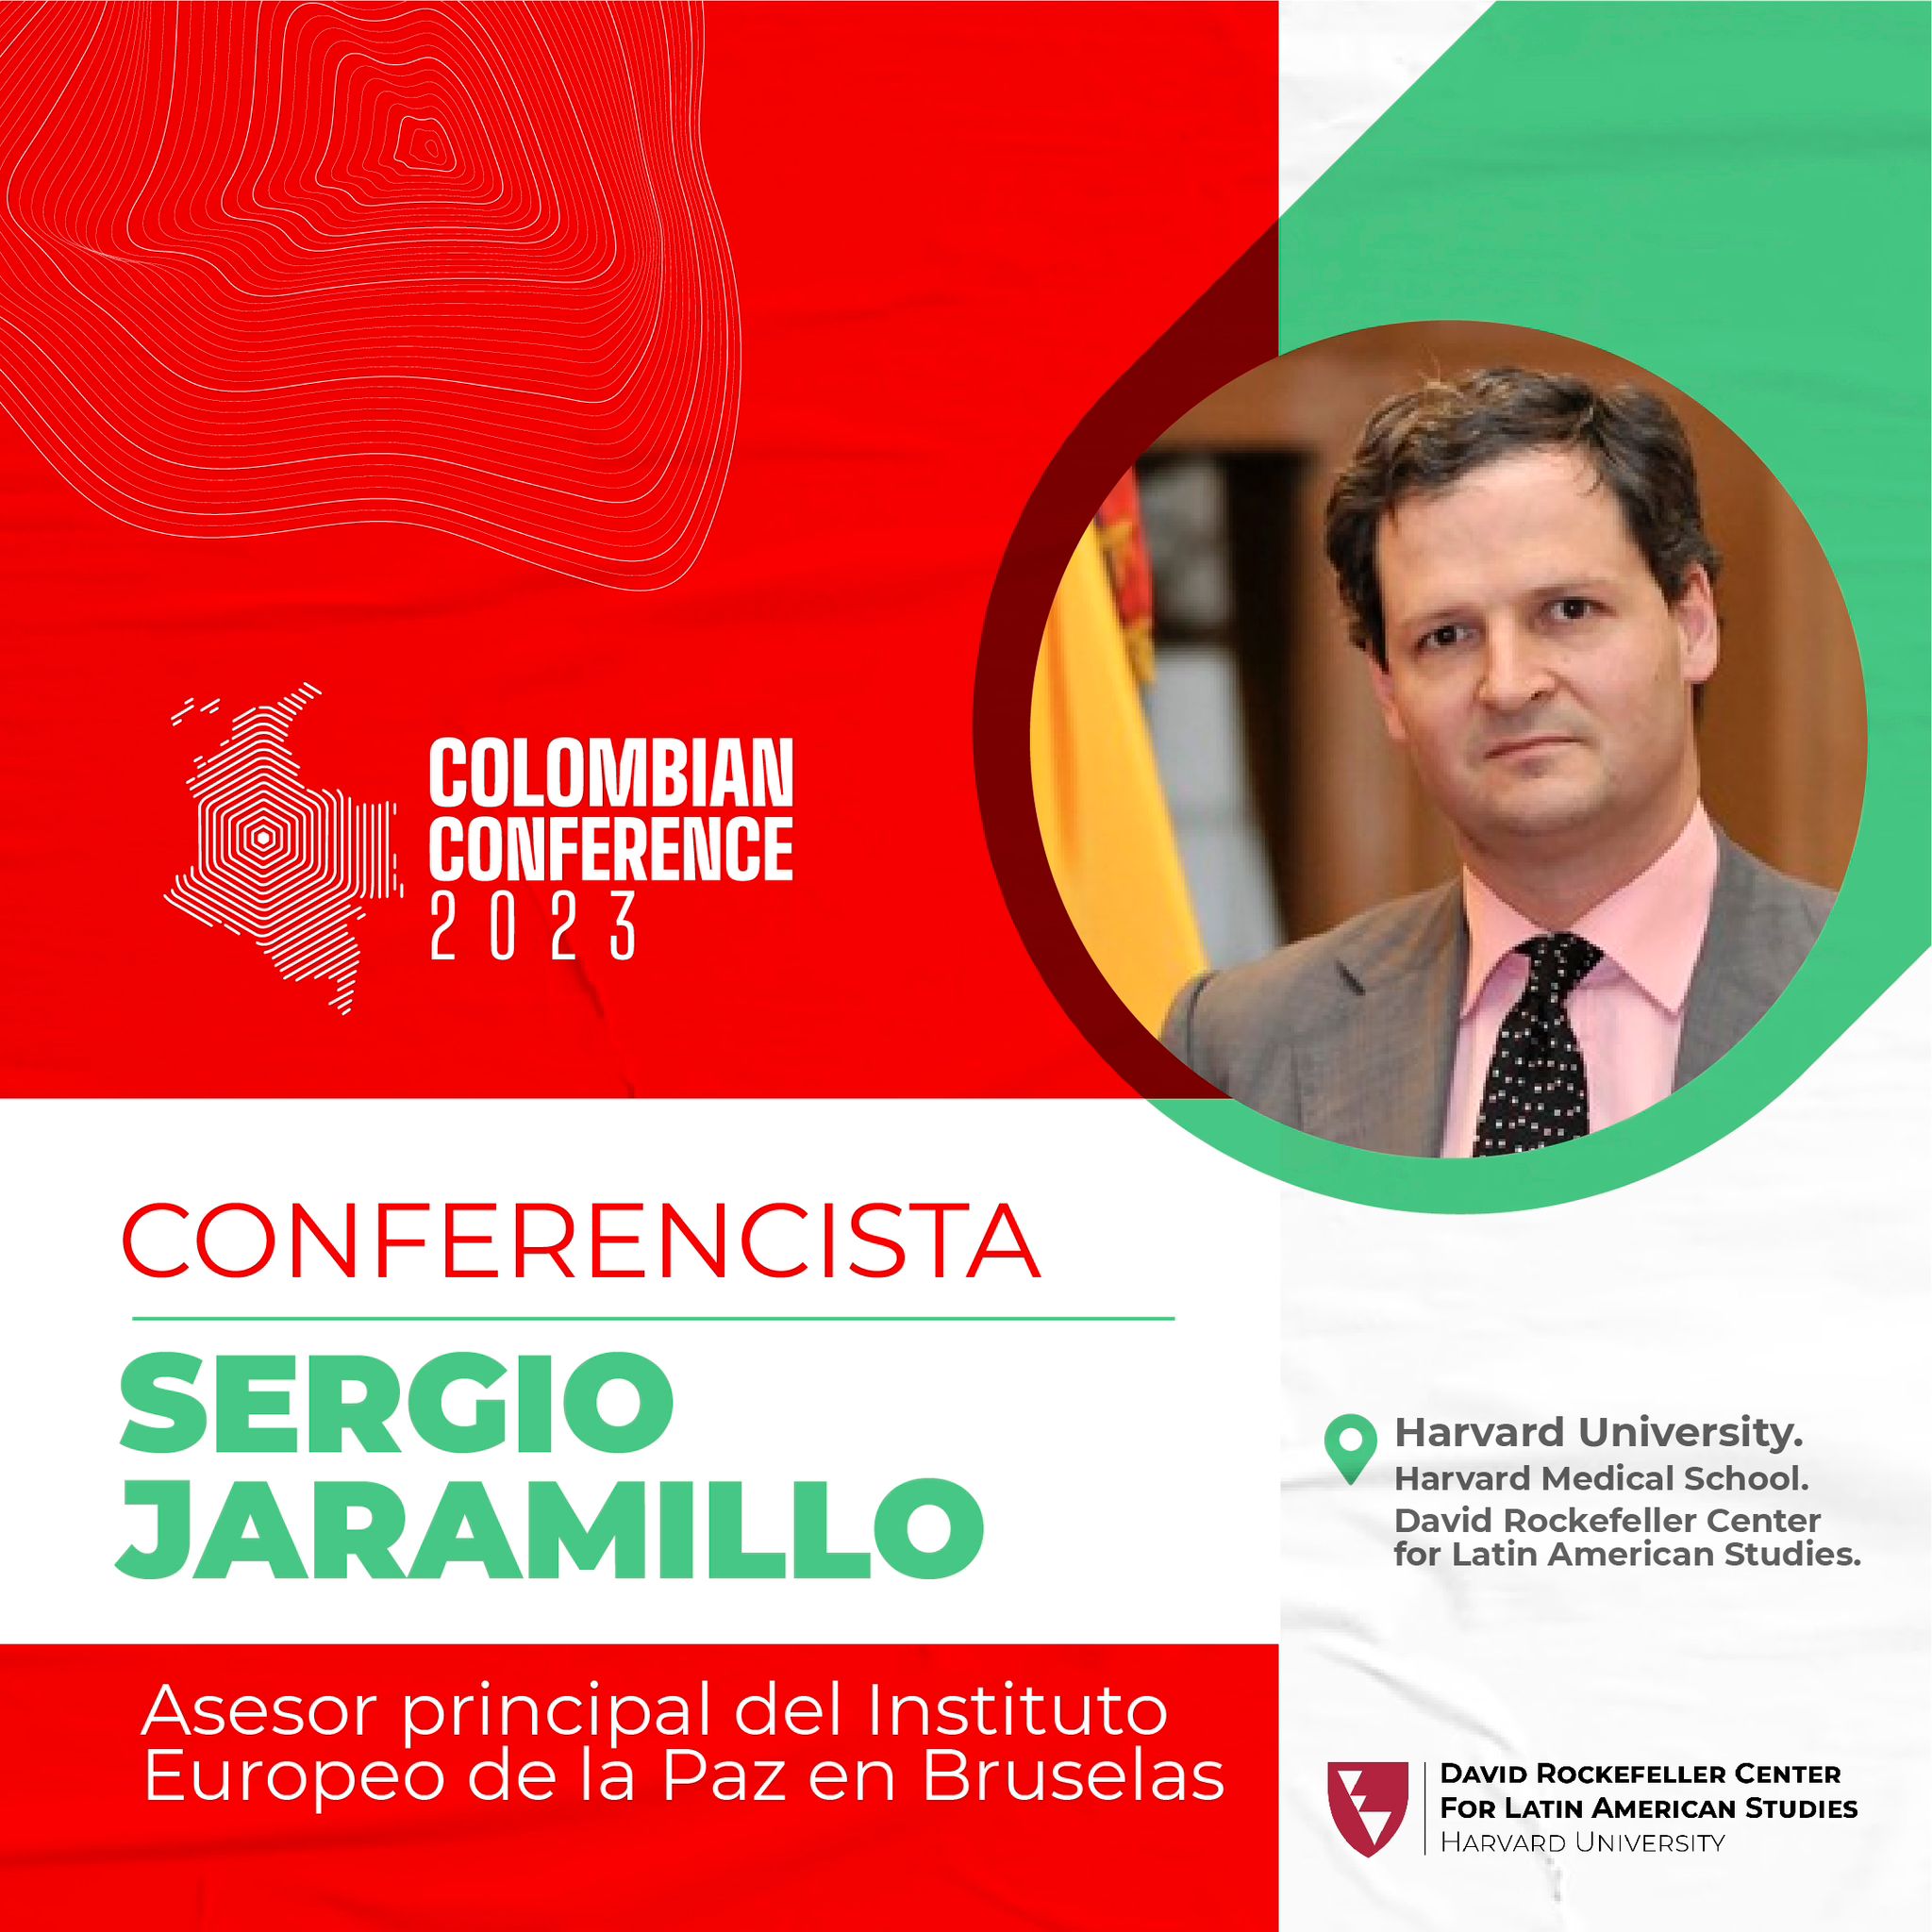 COLOMBIAN
CONFERENCE
2023
CONFERENCISTA
SERGIO
JARAMILLO
Asesor principal del Instituto
Europeo de la Paz en Bruselas
Harvard University.
Harvard Medical School.
David Rockefeller Center
for Latin American Studies.
DAVID ROCKEFELLER CENTER
FOR LATIN AMERICAN STUDIES
HARVARD UNIVERSITY